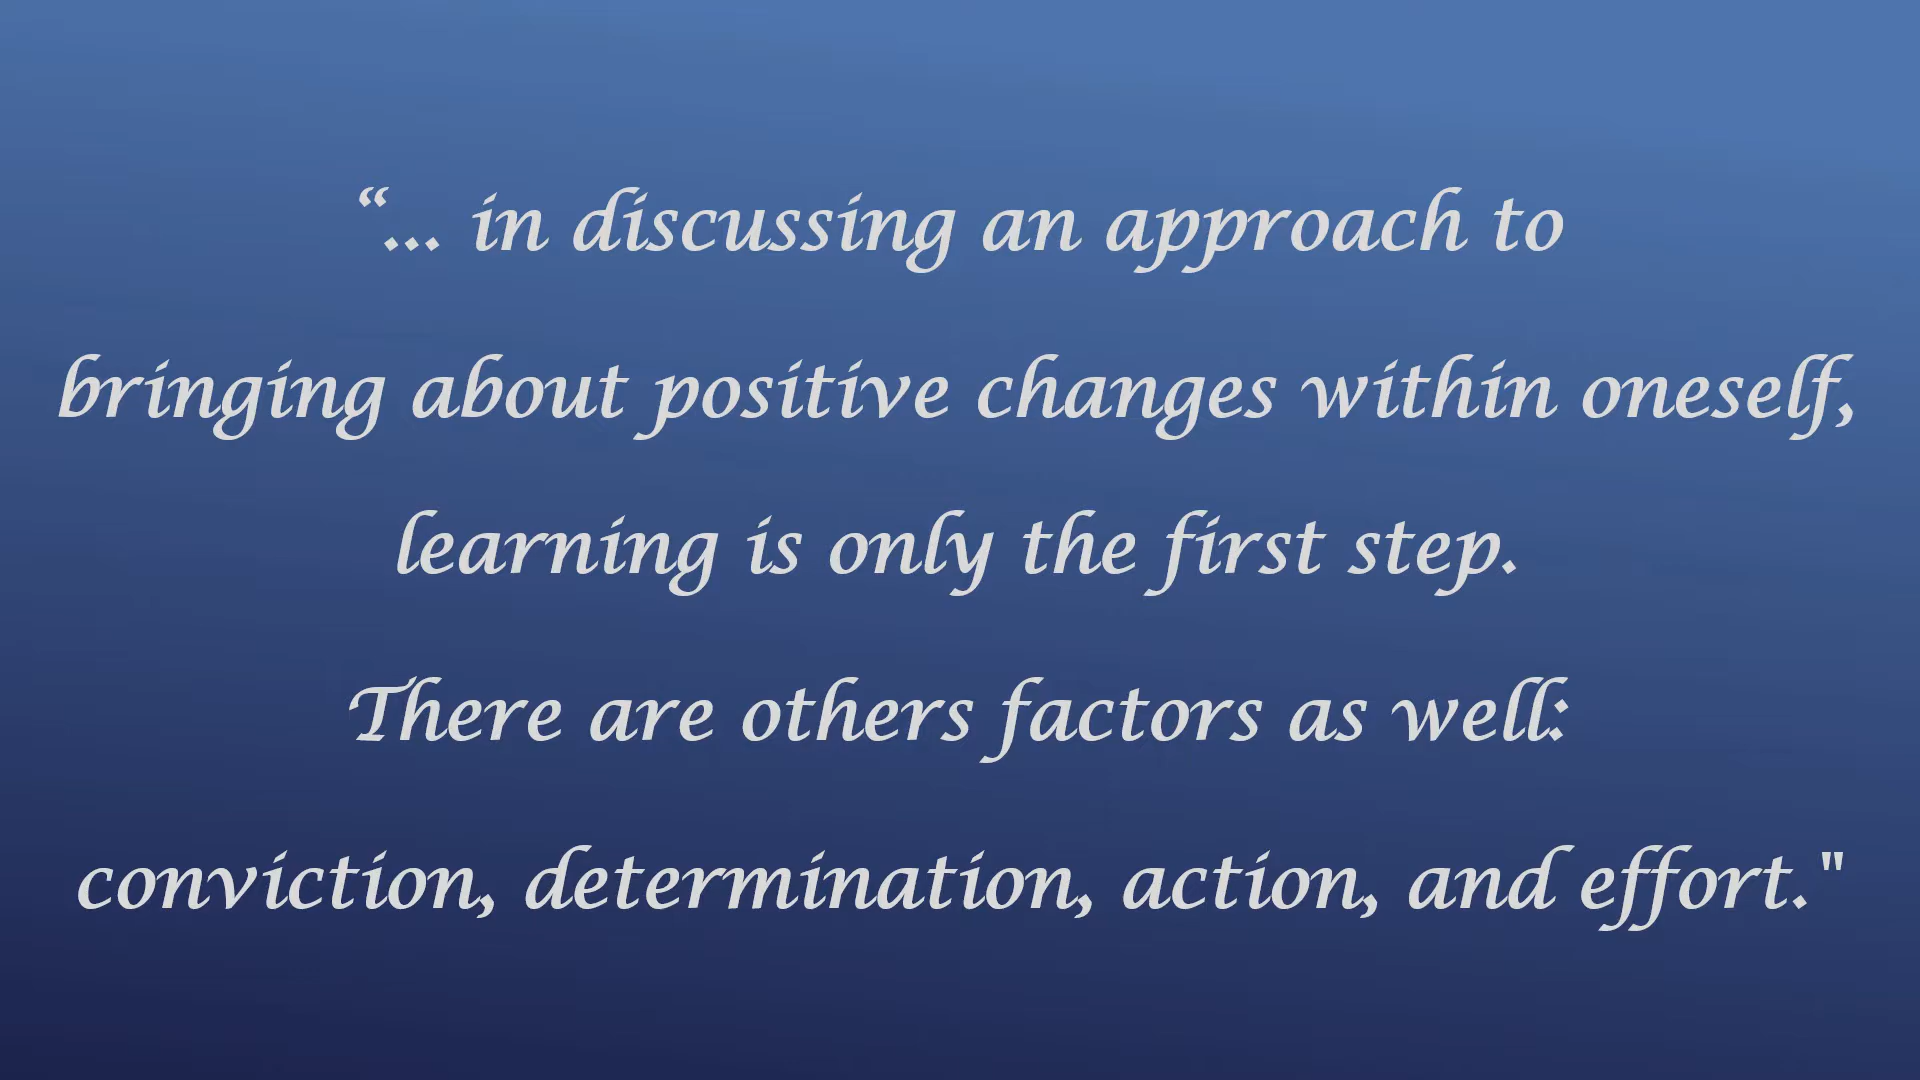 “... in discussing an approach to
bringing about positive changes within oneself,
learning is only the first step.
There are others factors as well:
conviction, determination, action, and effort."